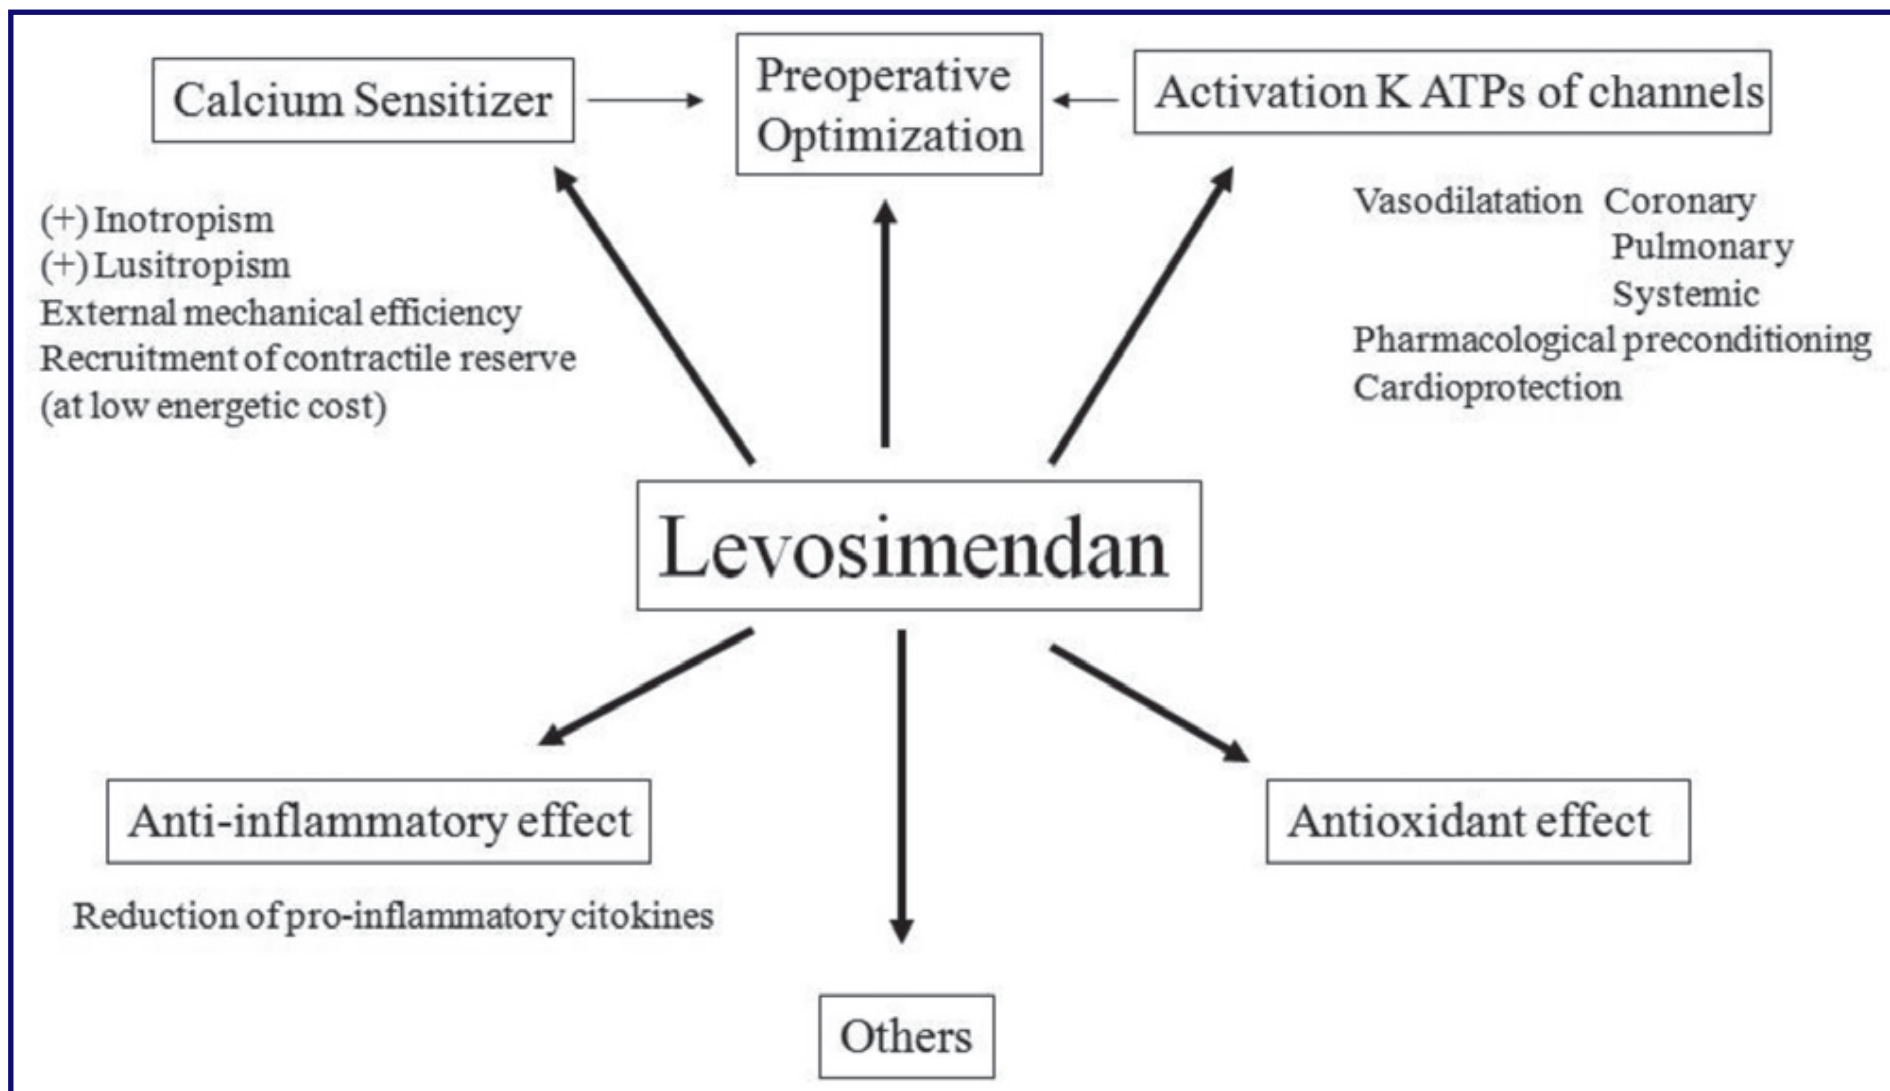 Calcium Sensitizer
Preoperative
Optimization
Activation K ATPs of channels
(+) Inotropism
(+) Lusitropism
External mechanical efficiency
Recruitment of contractile reserve
(at low energetic cost)
Vasodilatation Coronary
Pulmonary
Systemic
Pharmacological preconditioning
Cardioprotection
Levosimendan
Anti-inflammatory effect
Reduction of pro-inflammatory citokines
Antioxidant effect
Others